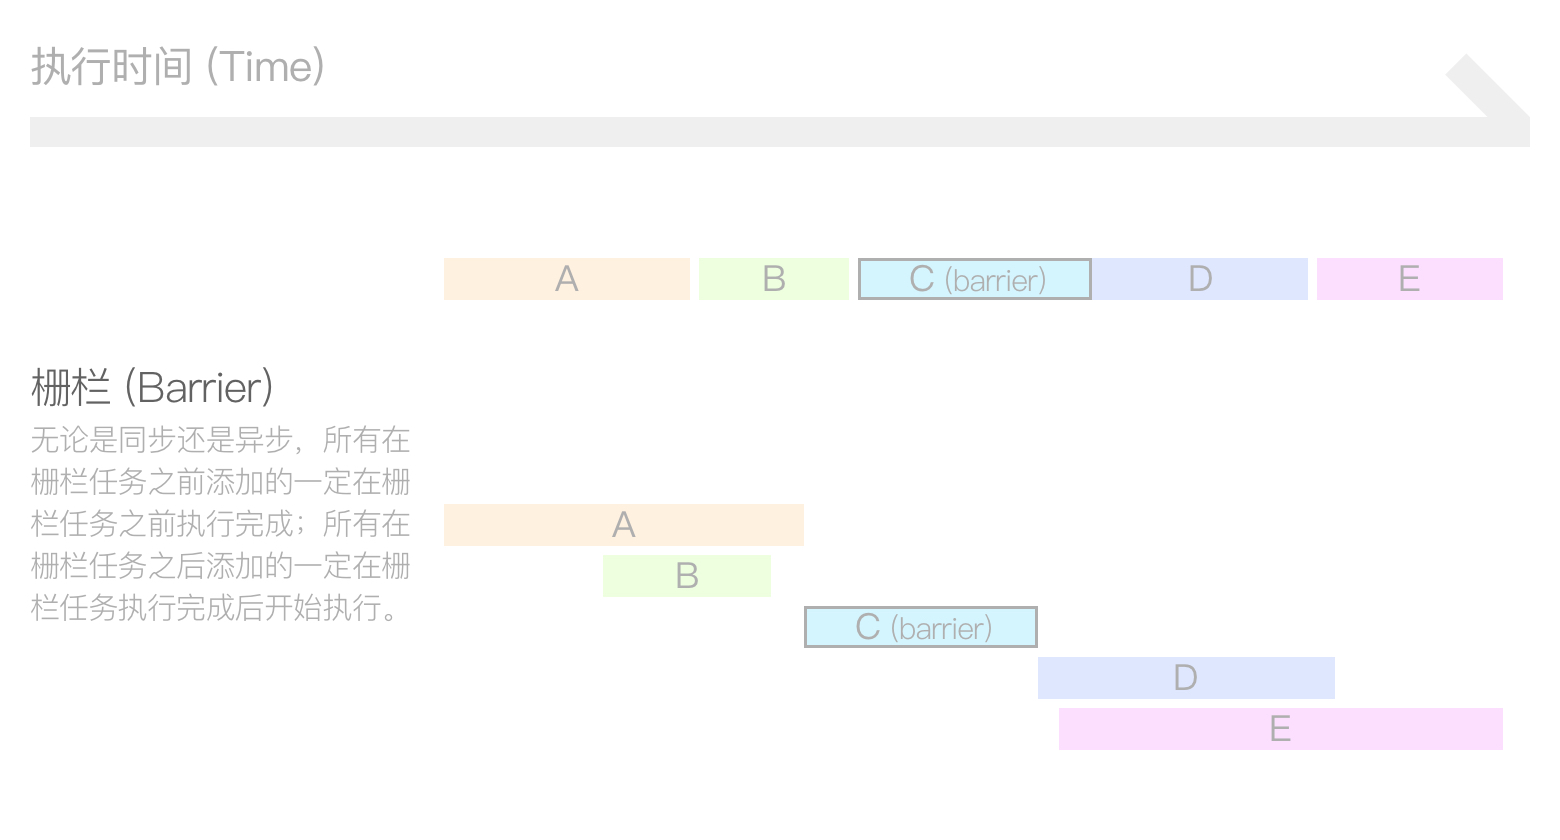 执行时间 (Time)
A
B
C (barrier)
D
E
栅栏 (Barrier)
无论是同步还是异步，所有在
栅栏任务之前添加的一定在栅
栏任务之前执行完成；所有在
栅栏任务之后添加的一定在栅
栏任务执行完成后开始执行。
A
B
C (barrier)
D
E